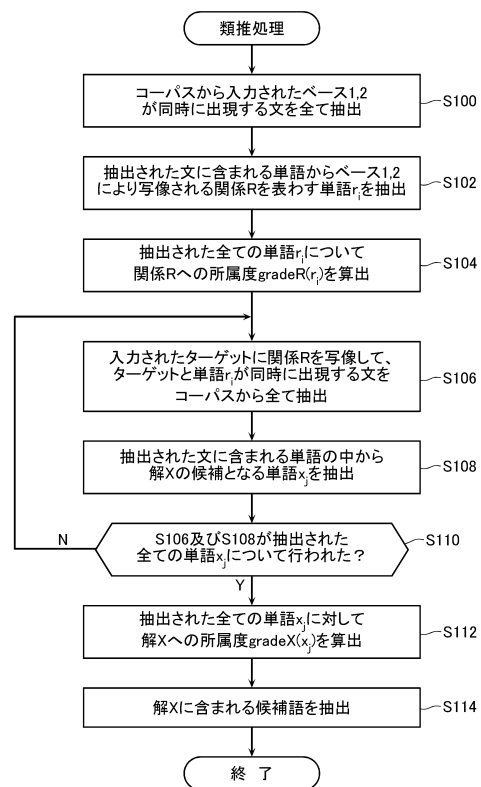 類推処理
コーパスから入力されたベース1,2
が同時に出現する文を全て抽出
S100
抽出された文に含まれる単語からベース1,2
により写像される関係Rを表わす単語riを抽出
S102
抽出された全ての単語riについて
関係Rへの所属度gradeR(ri)を算出
S104
入力されたターゲットに関係Rを写像して、
ターゲットと単語riが同時に出現する文を
コーパスから全て抽出
S106
抽出された文に含まれる単語の中から
解Xの候補となる単語xjを抽出
S108
N
S106及びS108が抽出された
全ての単語xjについて行われた?
S110
Y
抽出された全ての単語xjに対して
解Xへの所属度gradeX(xj)を算出
S112
解Xに含まれる候補語を抽出
S114
終 了